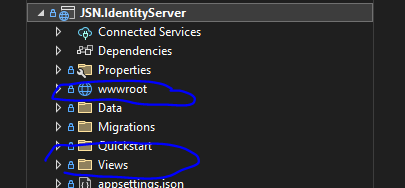 JSN.IdentityServer
Connected Services
Dependencies
Properties
wwwroot
Data
Migrations
Quickstart
Views
appsettings.json